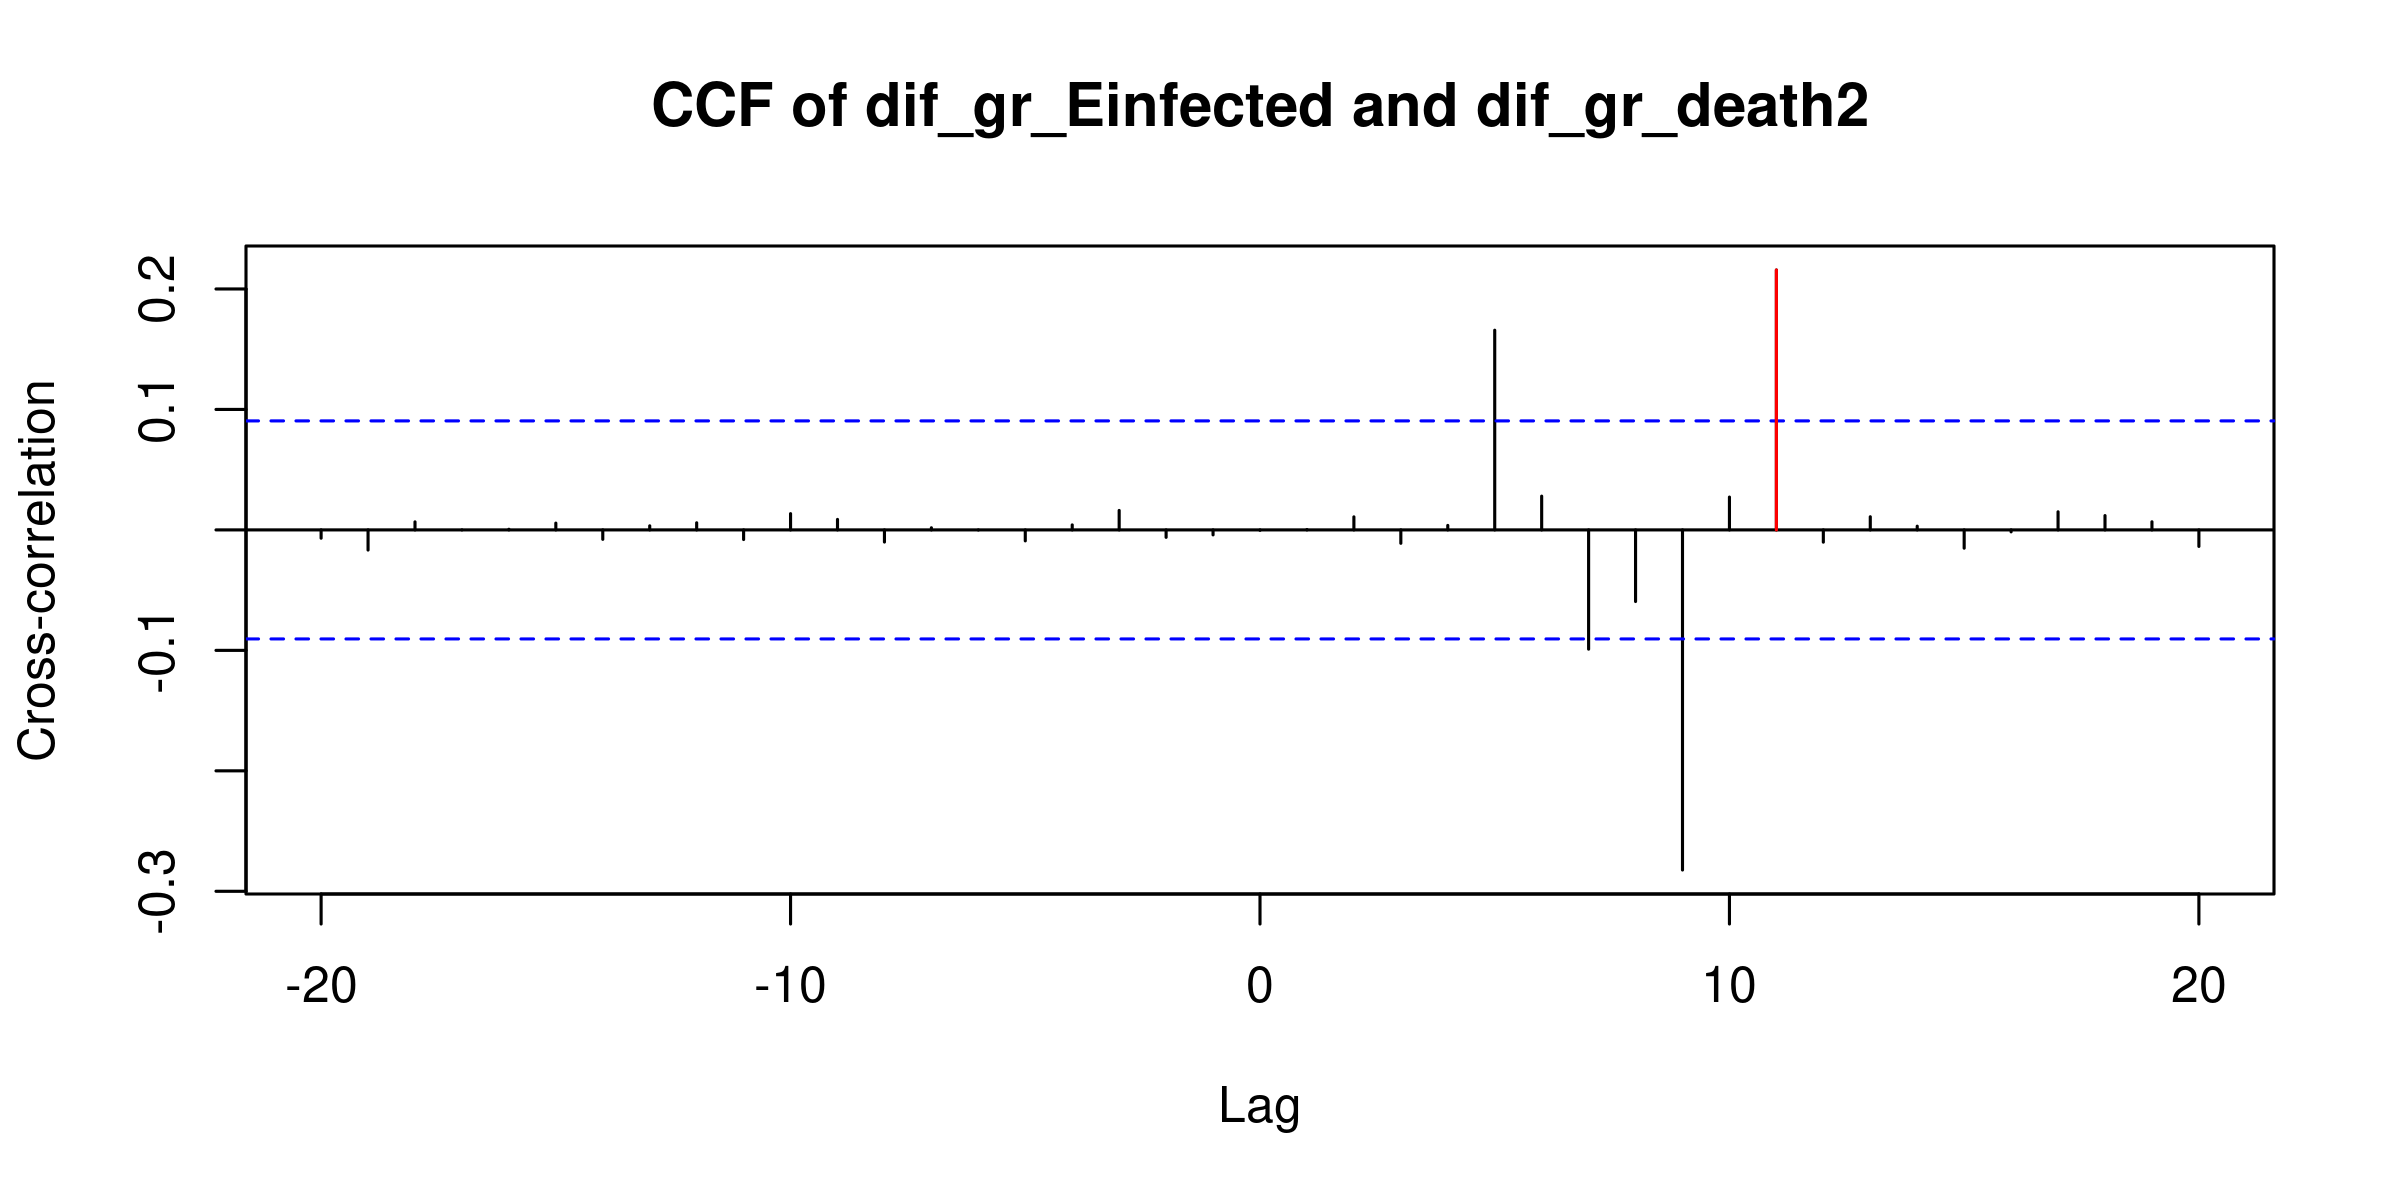 CCF of dif_gr_Einfected and dif_gr_death2
Cross-correlation
0.2
0.1
-0.1
-0.3
-20 -10 0 10 20
Lag